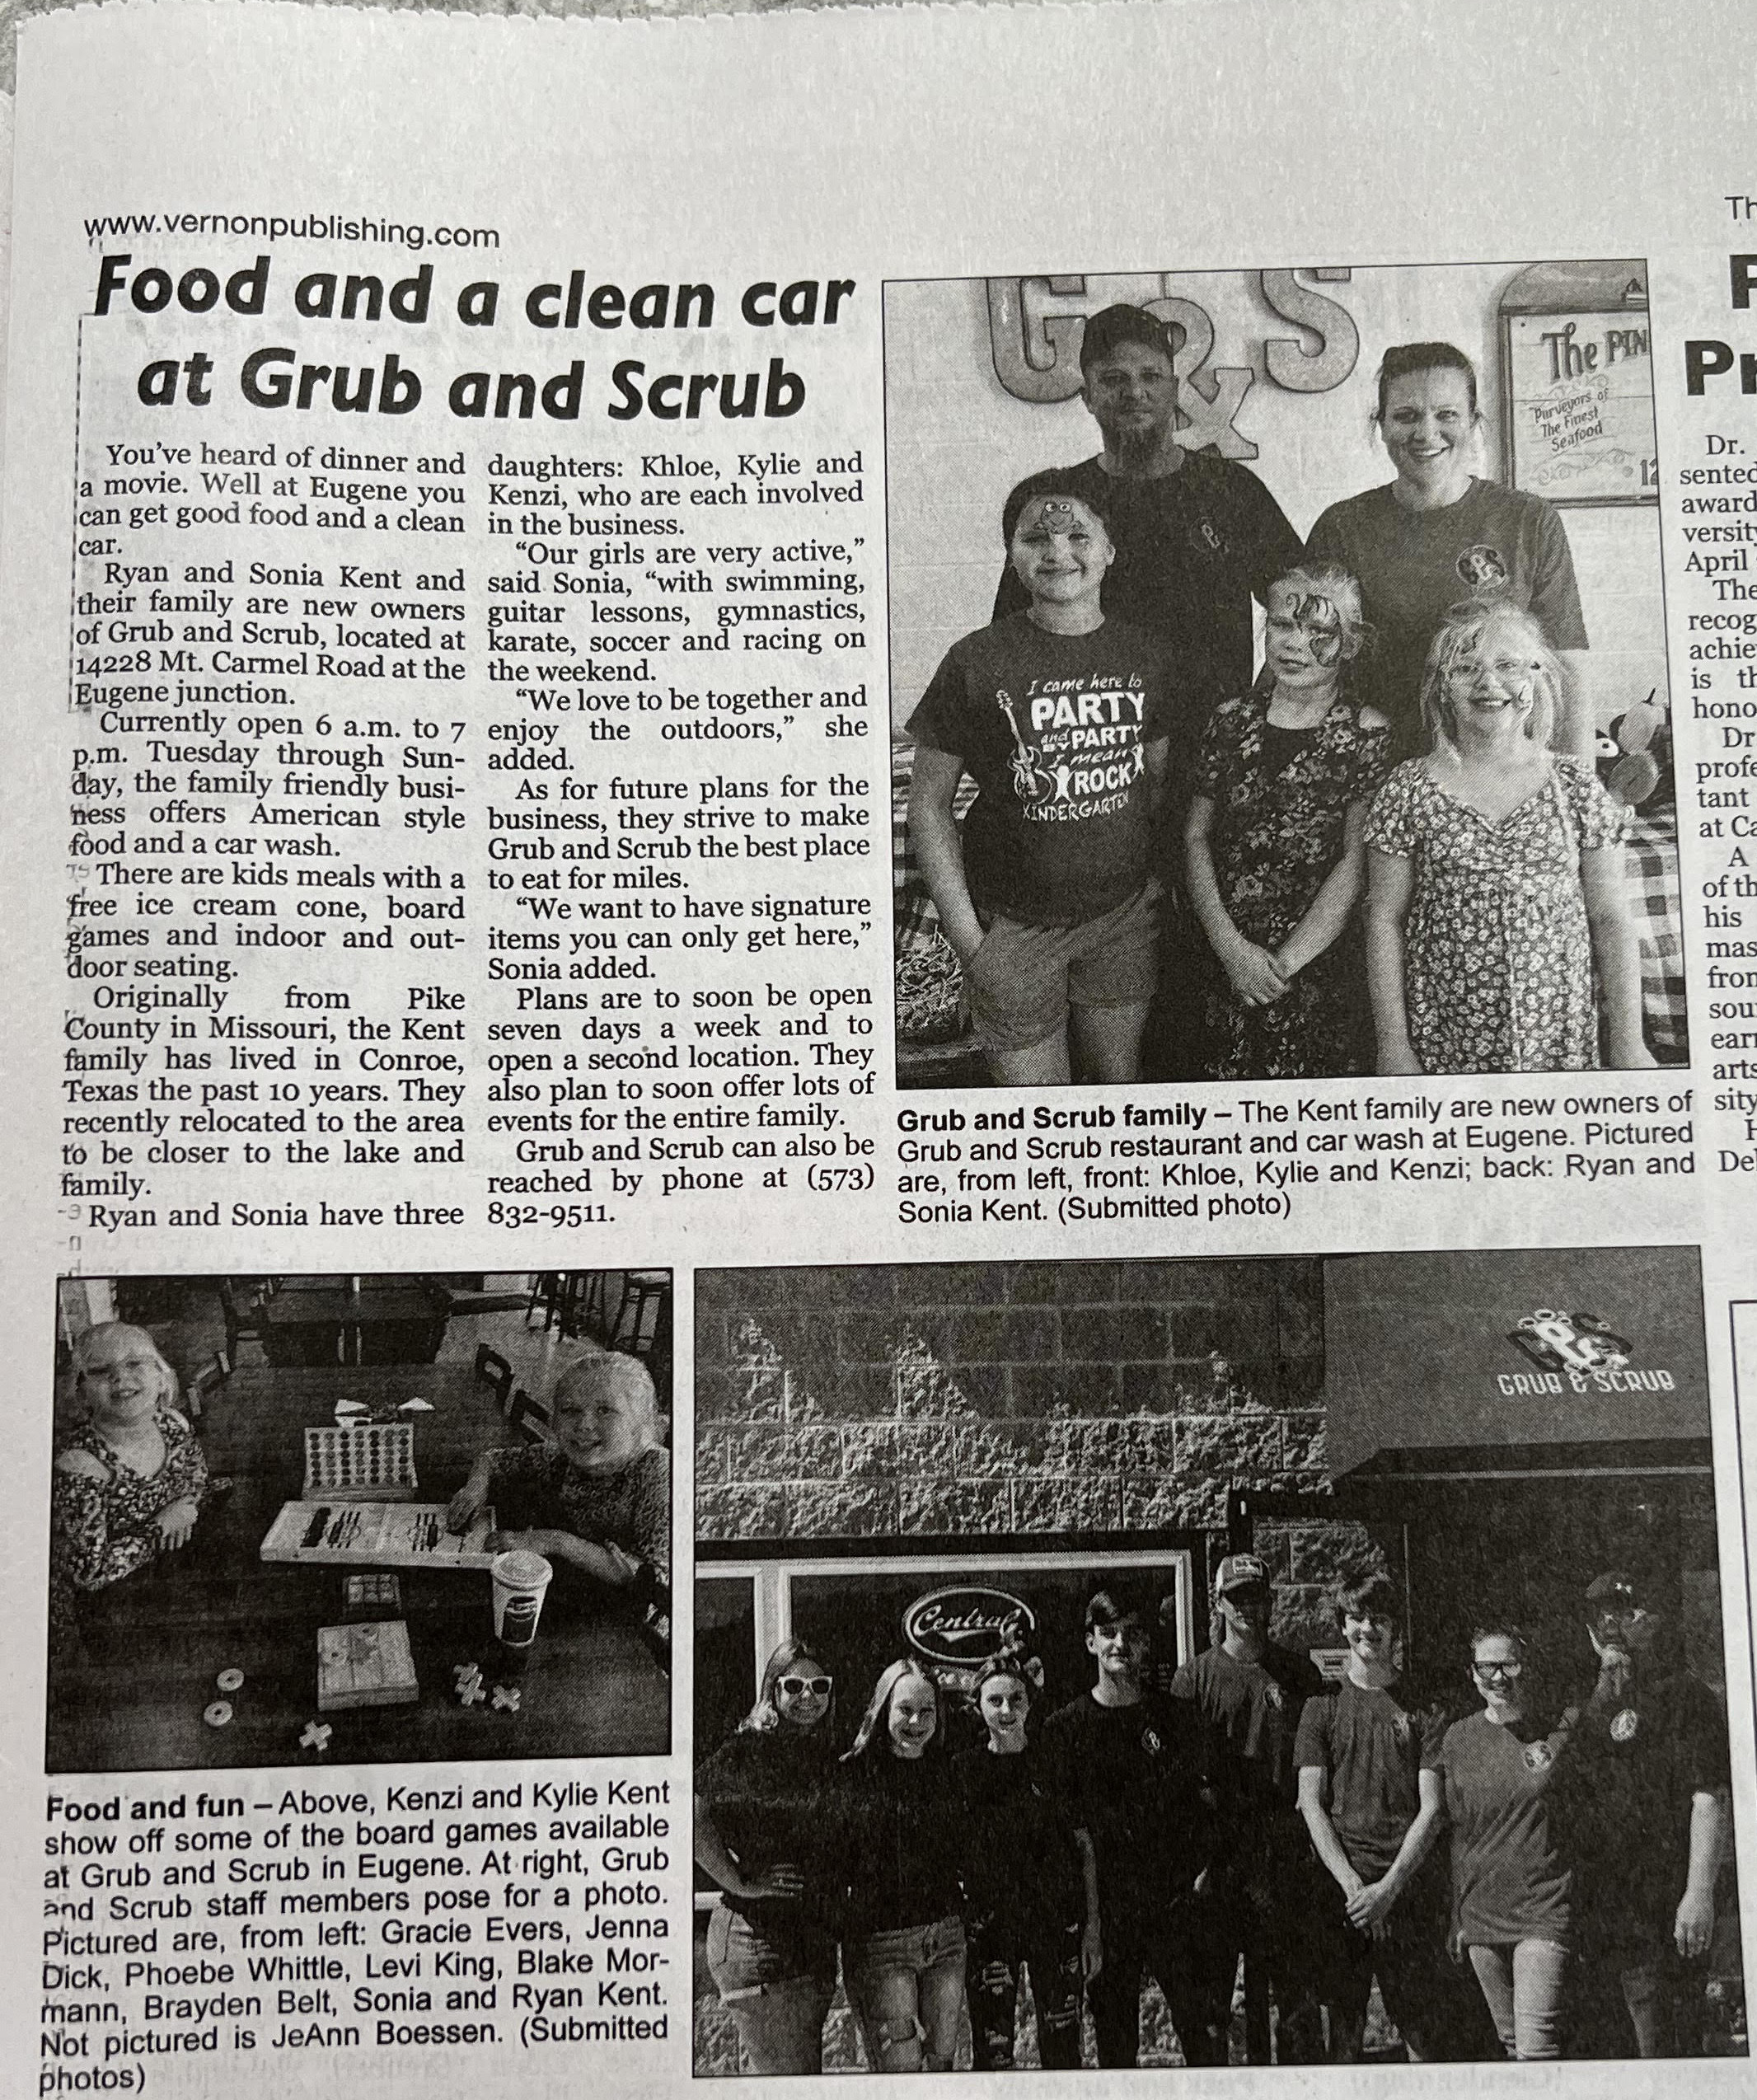 www.vernonpublishing.com
Food and a clean car
at Grub and Scrub
You've heard of dinner and
a movie. Well at Eugene you
can get good food and a clean
car.
Ryan and Sonia Kent and
their family are new owners
of Grub and Scrub, located at
14228 Mt. Carmel Road at the
Eugene junction.
Currently open 6 a.m. to 7
p.m. Tuesday through Sun-
day, the family friendly busi-
ness offers American style
food and a car wash.
There are kids meals with a
free ice cream cone, board
games and indoor and out-
door seating.
Originally from Pike
County in Missouri, the Kent
family has lived in Conroe,
Texas the past 10 years. They
recently relocated to the area
to be closer to the lake and
family.
Ryan and Sonia have three
daughters: Khloe, Kylie and
Kenzi, who are each involved
in the business.
"Our girls are very active,"
said Sonia, "with swimming,
guitar lessons, gymnastics,
karate, soccer and racing on
the weekend.
"We love to be together and
enjoy the outdoors," she
added.
As for future plans for the
business, they strive to make
Grub and Scrub the best place
to eat for miles.
"We want to have signature
items you can only get here,"
Sonia added.
Plans are to soon be open
seven days a week and to
open a second location. They
also plan to soon offer lots of
events for the entire family.
Grub and Scrub can also be
reached by phone at (573)
832-9511.
G&S
The PIN
Purveyors of
The Finest
Seafood
12
I came here to
PARTY
and by PARTY
I mean
ROCK
KINDERGARTEN
Grub and Scrub family – The Kent family are new owners of
Grub and Scrub restaurant and car wash at Eugene. Pictured
are, from left, front: Khloe, Kylie and Kenzi; back: Ryan and
Sonia Kent. (Submitted photo)
G&S
GRUB & SCRUB
Central
Food and fun – Above, Kenzi and Kylie Kent
show off some of the board games available
at Grub and Scrub in Eugene. At right, Grub
and Scrub staff members pose for a photo.
Pictured are, from left: Gracie Evers, Jenna
Dick, Phoebe Whittle, Levi King, Blake Mor-
mann, Brayden Belt, Sonia and Ryan Kent.
Not pictured is JeAnn Boessen. (Submitted
photos)
Th
P
Pr
Dr.
sented
award
versity
April
The
recog
achie
is th
hono
Dr
profe
tant
at Ca
A
of th
his
mas
from
sou
earn
arts
sity
H
Del